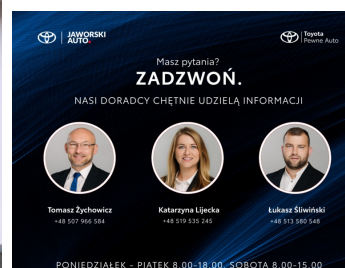 JAWORSKI
AUTO.
Toyota
Pewne Auto
Masz pytania?
ZADZWOŃ.
NASI DORADCY CHĘTNIE UDZIELĄ INFORMACJI
Tomasz Żychowicz
Katarzyna Lijecka
Łukasz Śliwiński
+48 507 966 584
+48 519 535 245
+48 513 580 548
PONIEDZIAŁEK – PIĄTEK 8.00-18.00, SOBOTA 8.00-15.00